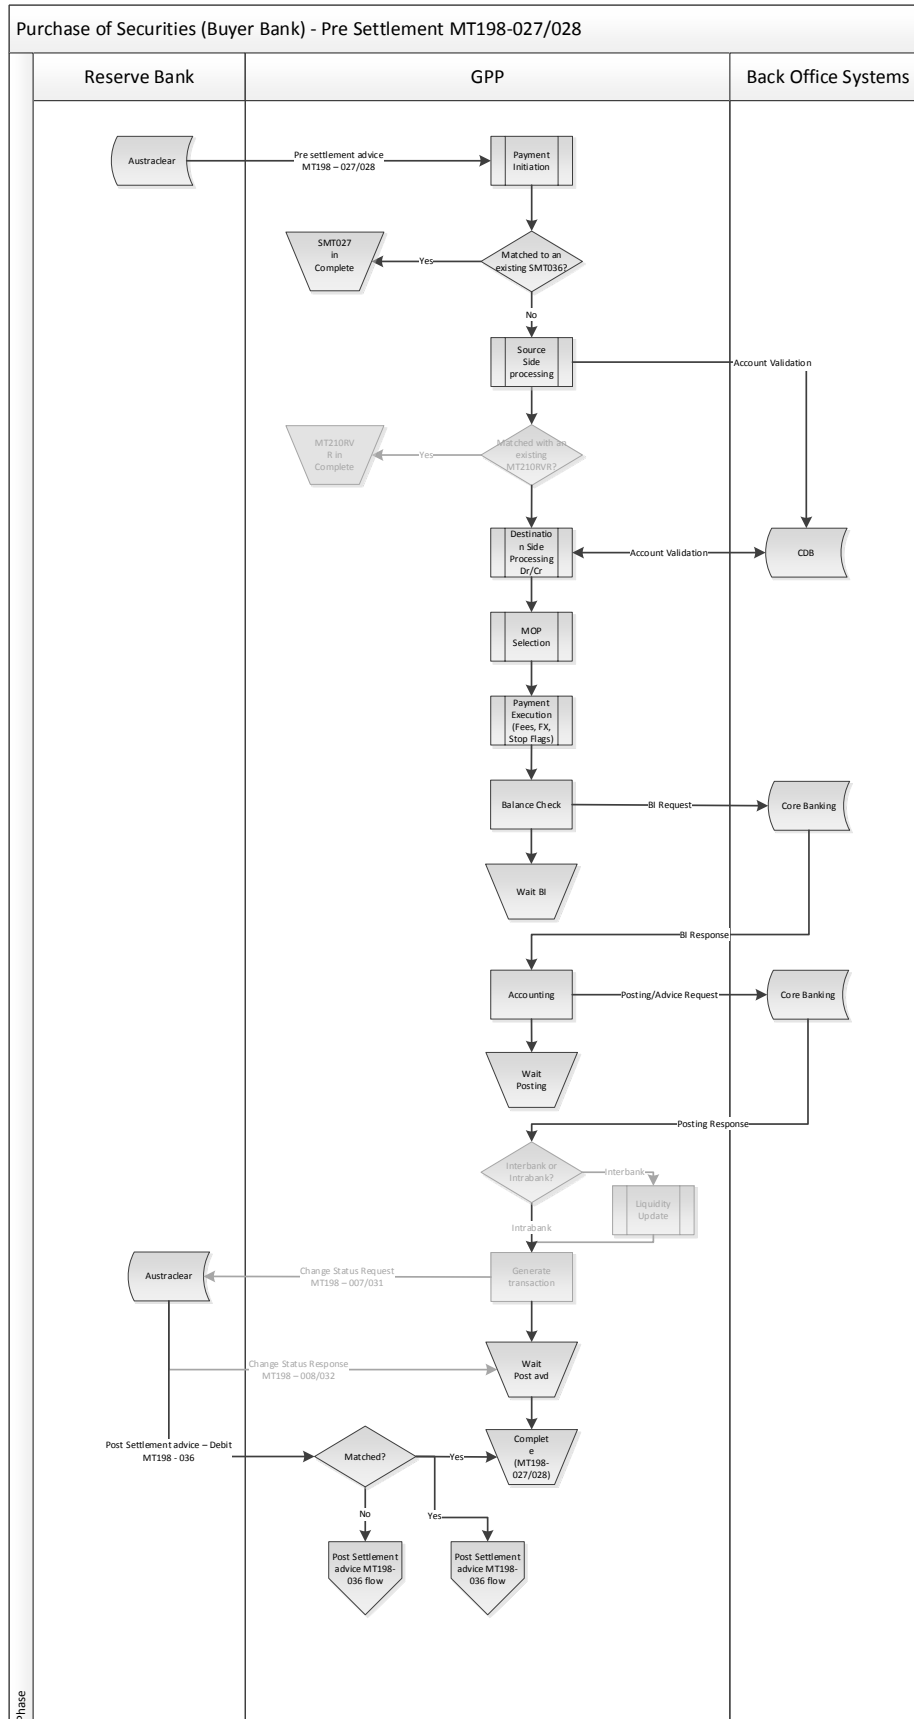 Purchase of Securities (Buyer Bank) - Pre Settlement MT198-027/028
Reserve Bank
GPP
Back Office Systems
Austraclear
Pre settlement advice
MT198 – 027/028
Payment
Initiation
SMT027
in
Complete
Yes
Matched to an
existing SMT036?
No
Source
Side
processing
Account Validation
MT210RV
R in
Complete
Yes
Matched with an
existing
MT210RVR?
Destinatio
n Side
Processing
Dr/Cr
Account Validation
CDB
MOP
Selection
Payment
Execution
(Fees, FX,
Stop Flags)
Balance Check
BI Request
Core Banking
Wait BI
BI Response
Accounting
Posting/Advice Request
Core Banking
Wait
Posting
Posting Response
Interbank or
Intrabank?
Interbank
Liquidity
Update
Intrabank
Austraclear
Change Status Request
MT198 – 007/031
Generate
transaction
Change Status Response
MT198 – 008/032
Wait
Post avd
Post Settlement advice – Debit
MT198 - 036
Matched?
Yes
Complet
e
(MT198-
027/028)
No
Yes
Post Settlement
advice MT198-
036 flow
Post Settlement
advice MT198-
036 flow
Phase